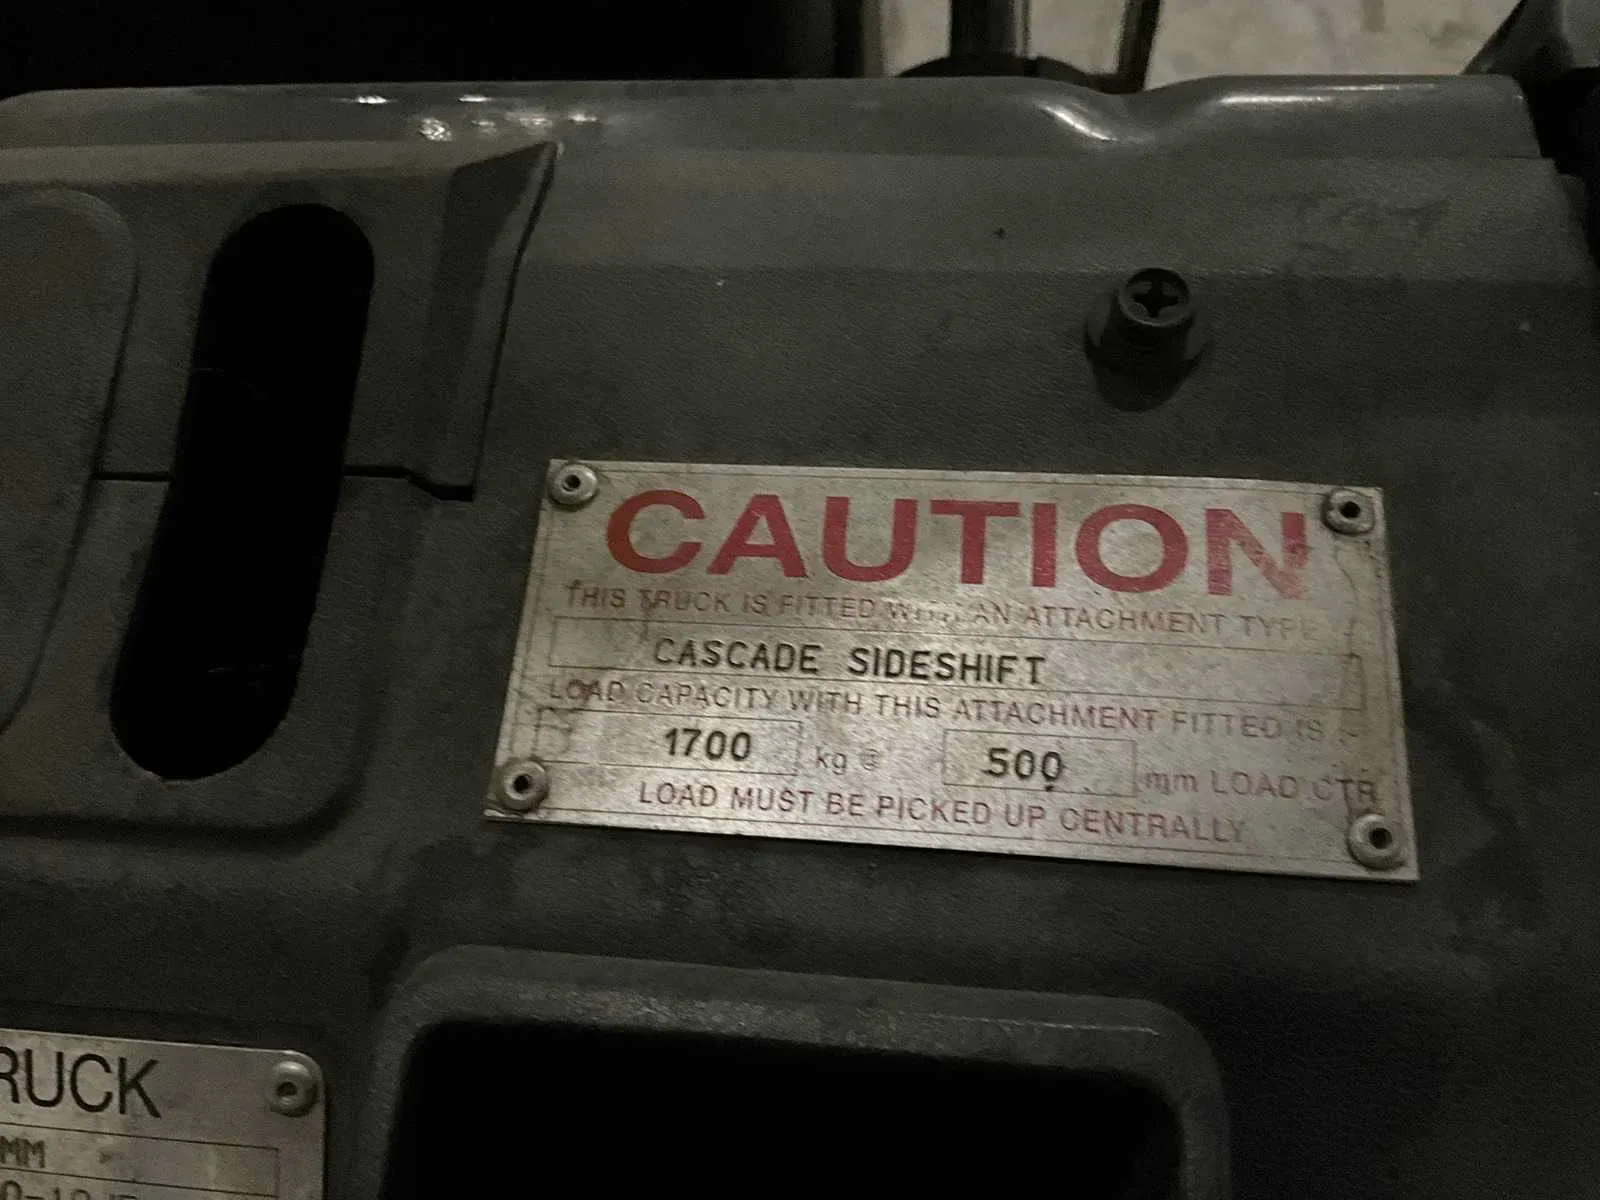 CAUTION
THIS TRUCK IS FITTED WITH AN ATTACHMENT TYPE
CASCADE SIDESHIFT
LOAD CAPACITY WITH THIS ATTACHMENT FITTED IS
1700 kg @ 500 mm LOAD CTR
LOAD MUST BE PICKED UP CENTRALLY
RUCK
MM